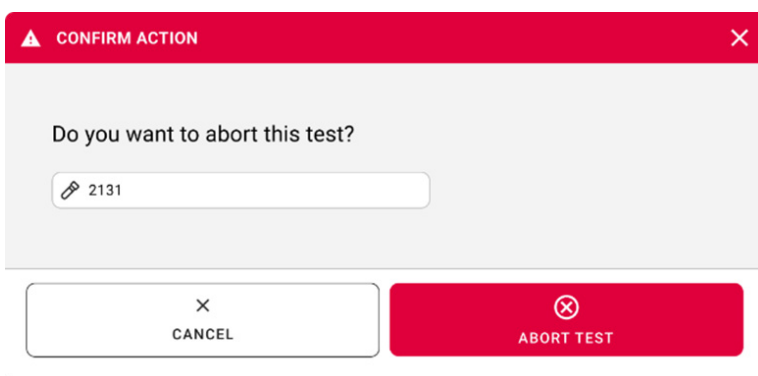 CONFIRM ACTION
Do you want to abort this test?
2131
CANCEL
ABORT TEST